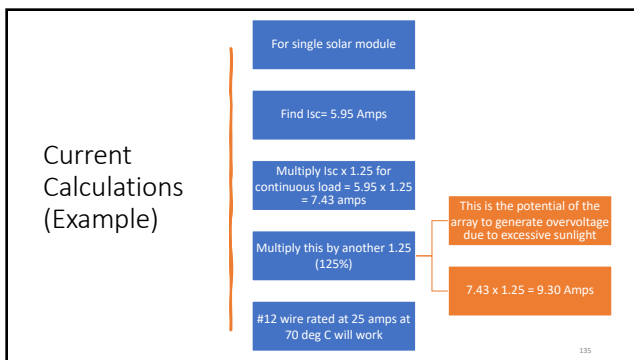 Current
Calculations
(Example)
For single solar module
Find Isc= 5.95 Amps
Multiply Isc x 1.25 for
continuous load = 5.95 x 1.25
= 7.43 amps
Multiply this by another 1.25
(125%)
This is the potential of the
array to generate overvoltage
due to excessive sunlight
7.43 x 1.25 = 9.30 Amps
#12 wire rated at 25 amps at
70 deg C will work
135